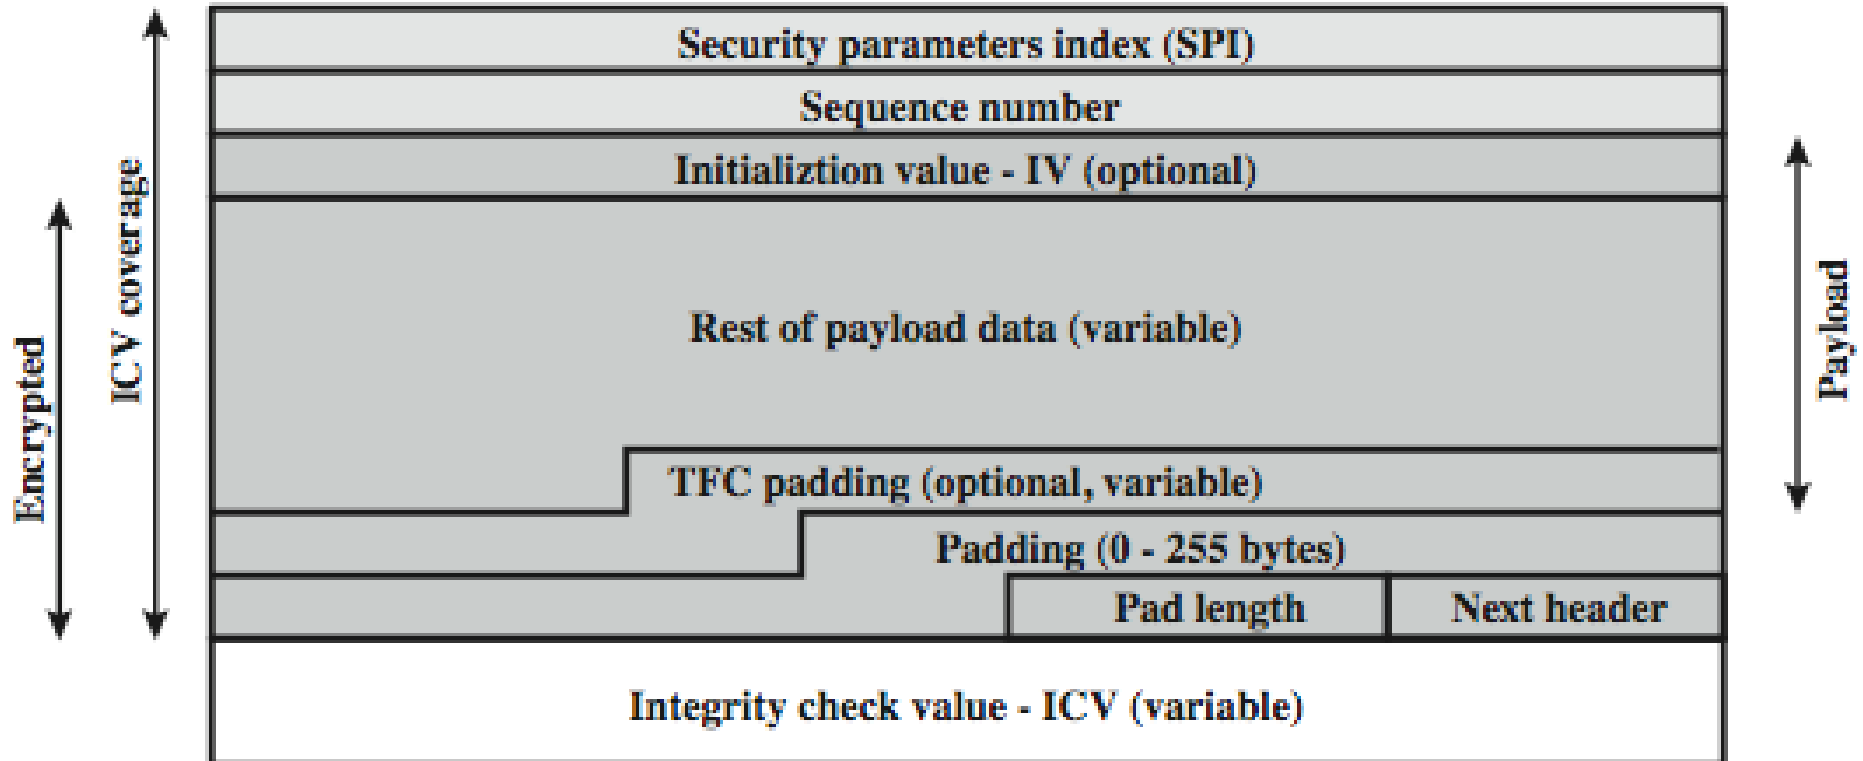 Security parameters index (SPI)
Sequence number
Initializtion value - IV (optional)
Rest of payload data (variable)
TFC padding (optional, variable)
Padding (0 - 255 bytes)
Pad length
Next header
Integrity check value - ICV (variable)
Encrypted
ICV coverage
Payload